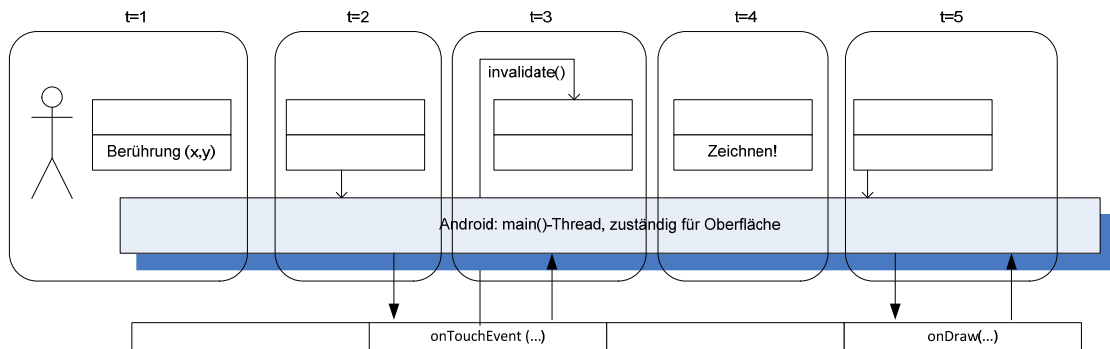 t=1
t=2
t=3
t=4
t=5
invalidate()
Berührung (x,y)
Zeichnen!
Android: main()-Thread, zuständig für Oberfläche
onTouchEvent (...)
onDraw(...)